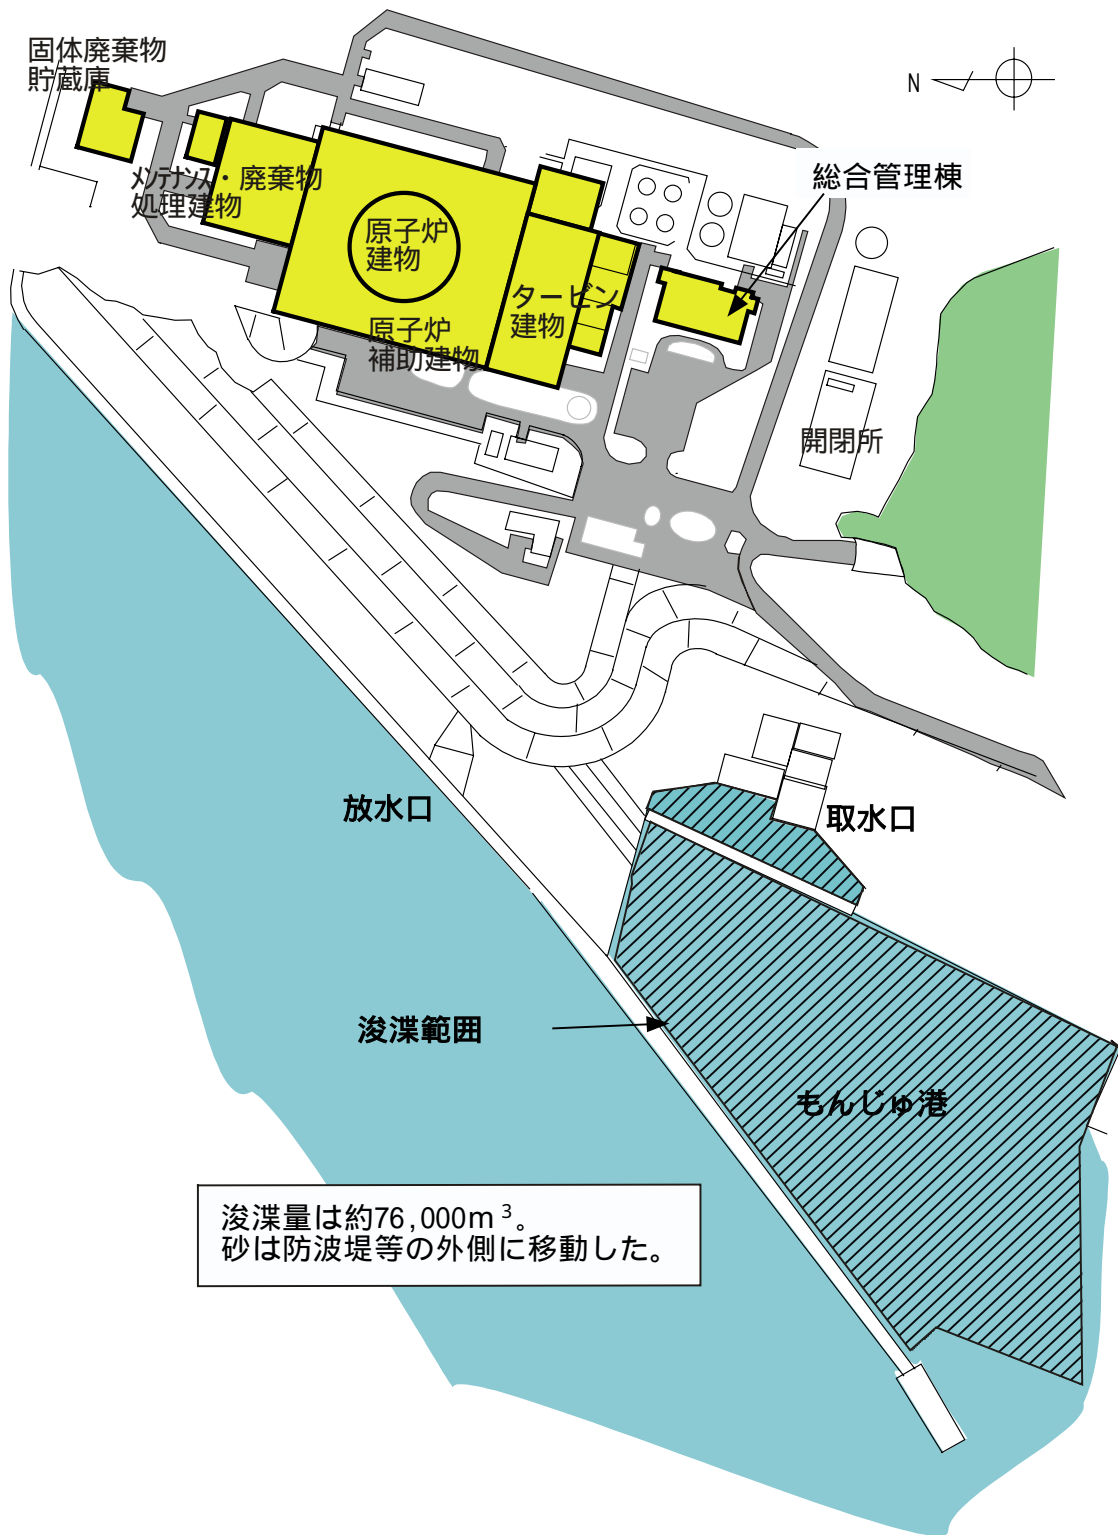 固体廃棄物
貯蔵庫
N
総合管理棟
ﾒﾝﾃﾅﾝｽ・廃棄物
処理建物
原子炉
建物
タービン
建物
原子炉
補助建物
開閉所
放水口
取水口
浚渫範囲
もんじゅ港
浚渫量は約76,000m³。
砂は防波堤等の外側に移動した。